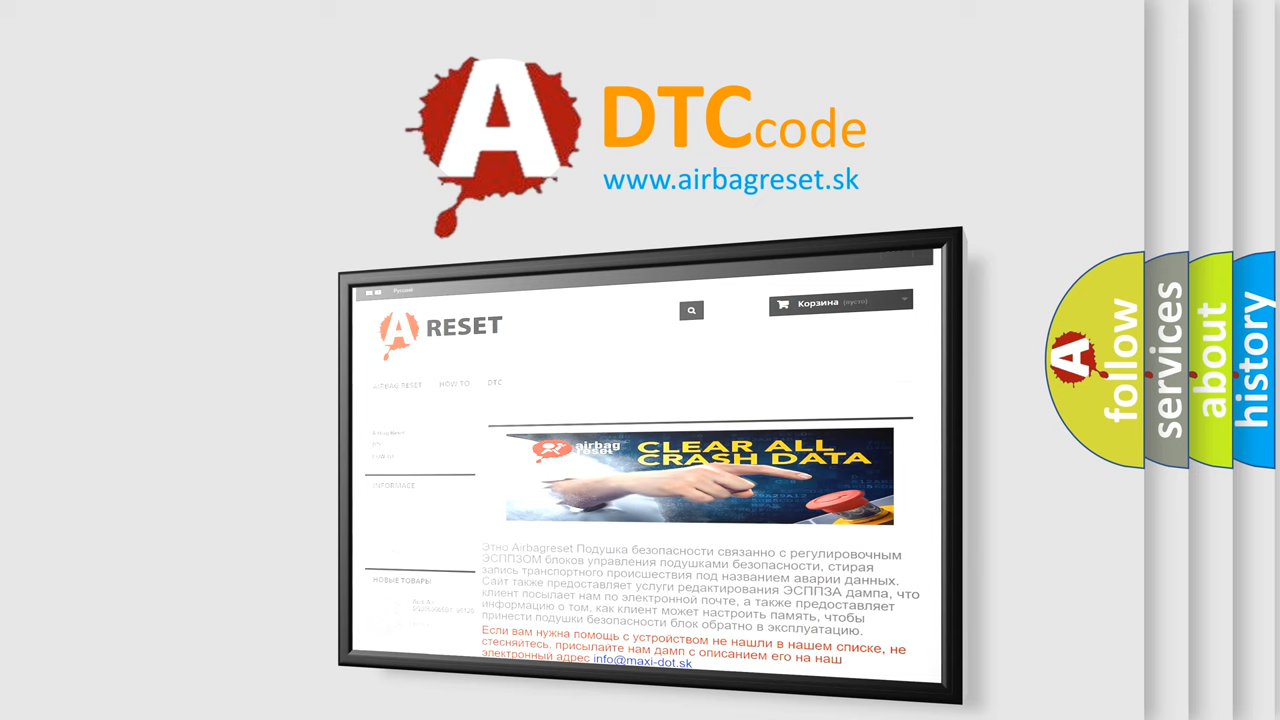 A DTCcode
www.airbagreset.sk
Русский
A RESET
Корзина (пусто)
AIRBAG RESET HOW TO DTC
INFORMACE
airbag
reset
CLEAR ALL
CRASH DATA
Этно Airbagreset Подушка безопасности связанно с регулировочным
ЭСППЗОМ блоков управления подушками безопасности, стирая
запись транспортного происшествия под названием аварии данных.
Сайт также предоставляет услуги редактирования ЭСППЗА дампа, что
клиент посылает нам по электронной почте, а также предоставляет
информацию о том, как клиент может настроить память, чтобы
принести подушки безопасности блок обратно в эксплуатацию.
Если вам нужна помощь с устройством не нашли в нашем списке, не
стесняйтесь, присылайте нам дамп с описанием его на наш
электронный адрес info@maxi-dot.sk
НОВЫЕ ТОВАРЫ
A
follow
services
about
history